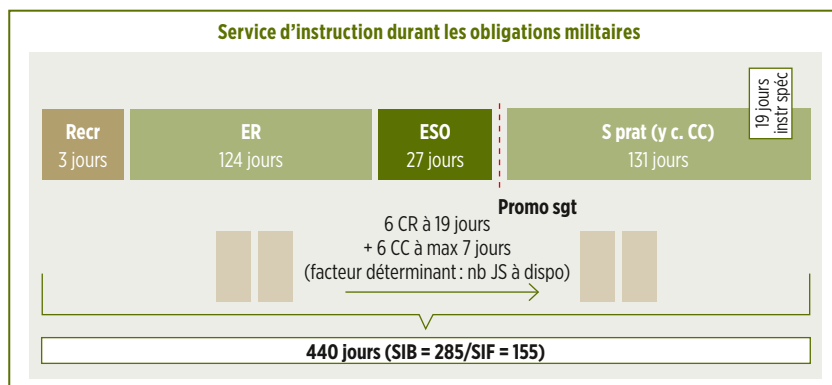 Service d’instruction durant les obligations militaires
19 jours
instr spéc
Recr
3 jours
ER
124 jours
ESO
27 jours
S prat (y c. CC)
131 jours
Promo sgt
6 CR à 19 jours
+ 6 CC à max 7 jours
(facteur déterminant : nb JS à dispo)
440 jours (SIB = 285/SIF = 155)